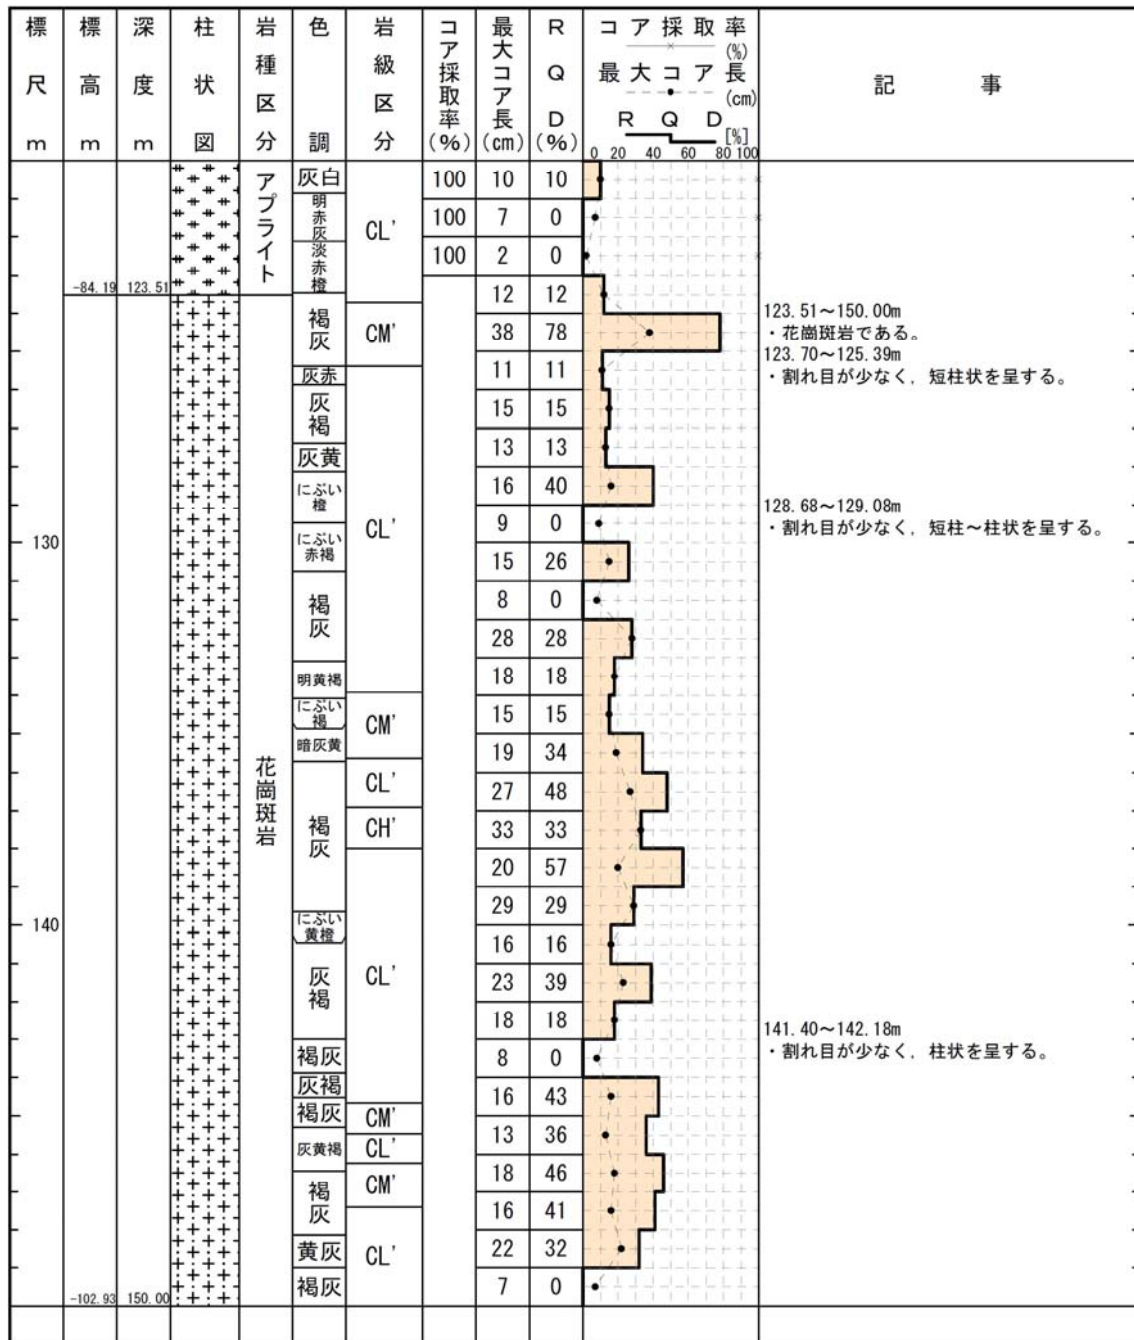 標尺m
標高m
深度m
柱状図
岩種区分
色調
岩級区分
コア採取率(%)
最大コア長(cm)
RQD(%)
コア採取率
(%)
最大コア長
(cm)
RQD
[%]
0 20 40 60 80 100
記事
アプライト
灰白
CL'
100 10 10
明赤灰
100 7 0
淡赤橙
100 2 0
-84.19 123.51
12 12
褐灰
CM'
38 78
123.51～150.00m
・花崗斑岩である。
123.70～125.39m
・割れ目が少なく，短柱状を呈する。
灰赤
11 11
灰褐
15 15
灰黄
13 13
にぶい橙
16 40
CL'
128.68～129.08m
・割れ目が少なく，短柱～柱状を呈する。
9 0
130
にぶい赤褐
15 26
褐灰
8 0
28 28
明黄褐
18 18
にぶい褐
CM'
15 15
暗灰黄
19 34
花崗斑岩
CL'
27 48
褐灰
CH'
33 33
20 57
29 29
140
にぶい黄橙
16 16
灰褐
CL'
23 39
18 18
141.40～142.18m
・割れ目が少なく，柱状を呈する。
褐灰
8 0
灰褐
16 43
褐灰
CM'
13 36
灰黄褐
CL'
18 46
CM'
褐灰
16 41
黄灰
CL'
22 32
褐灰
7 0
-102.93 150.00